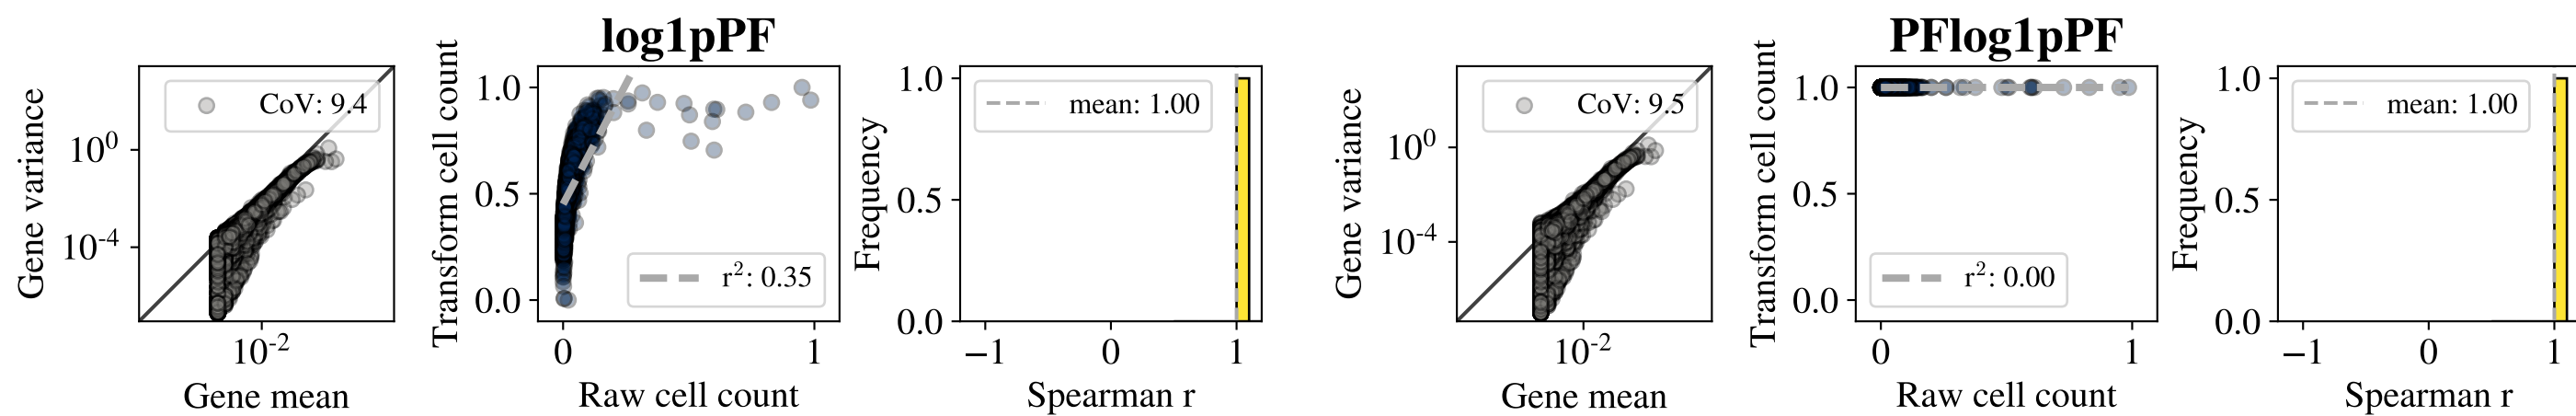 log1pPF
Gene variance
10^0
10^-4
CoV: 9.4
10^-2
Gene mean
Transform cell count
1.0
0.5
0.0
r²: 0.35
0
1
Raw cell count
Frequency
1.0
0.5
0.0
mean: 1.00
−1
0
1
Spearman r
PFlog1pPF
Gene variance
10^0
10^-4
CoV: 9.5
10^-2
Gene mean
Transform cell count
1.0
0.5
0.0
r²: 0.00
0
1
Raw cell count
Frequency
1.0
0.5
0.0
mean: 1.00
−1
0
1
Spearman r